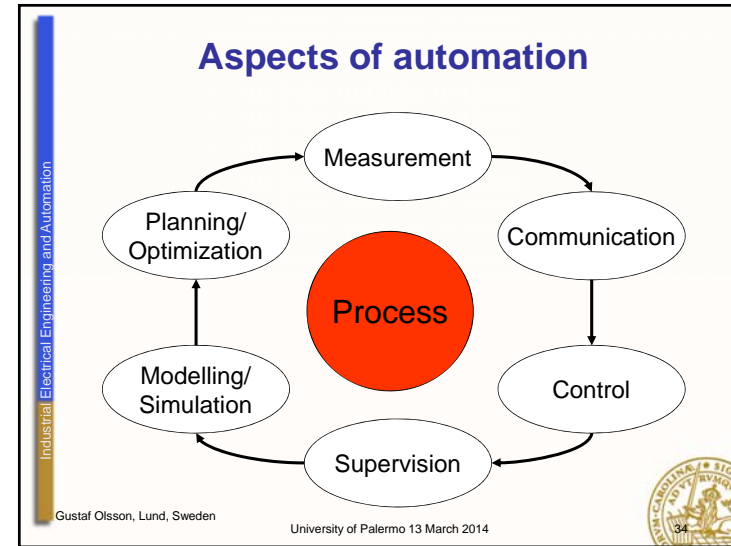 Aspects of automation
Measurement
Planning/
Optimization
Communication
Process
Modelling/
Simulation
Control
Supervision
Industrial Electrical Engineering and Automation
Gustaf Olsson, Lund, Sweden
University of Palermo 13 March 2014
34